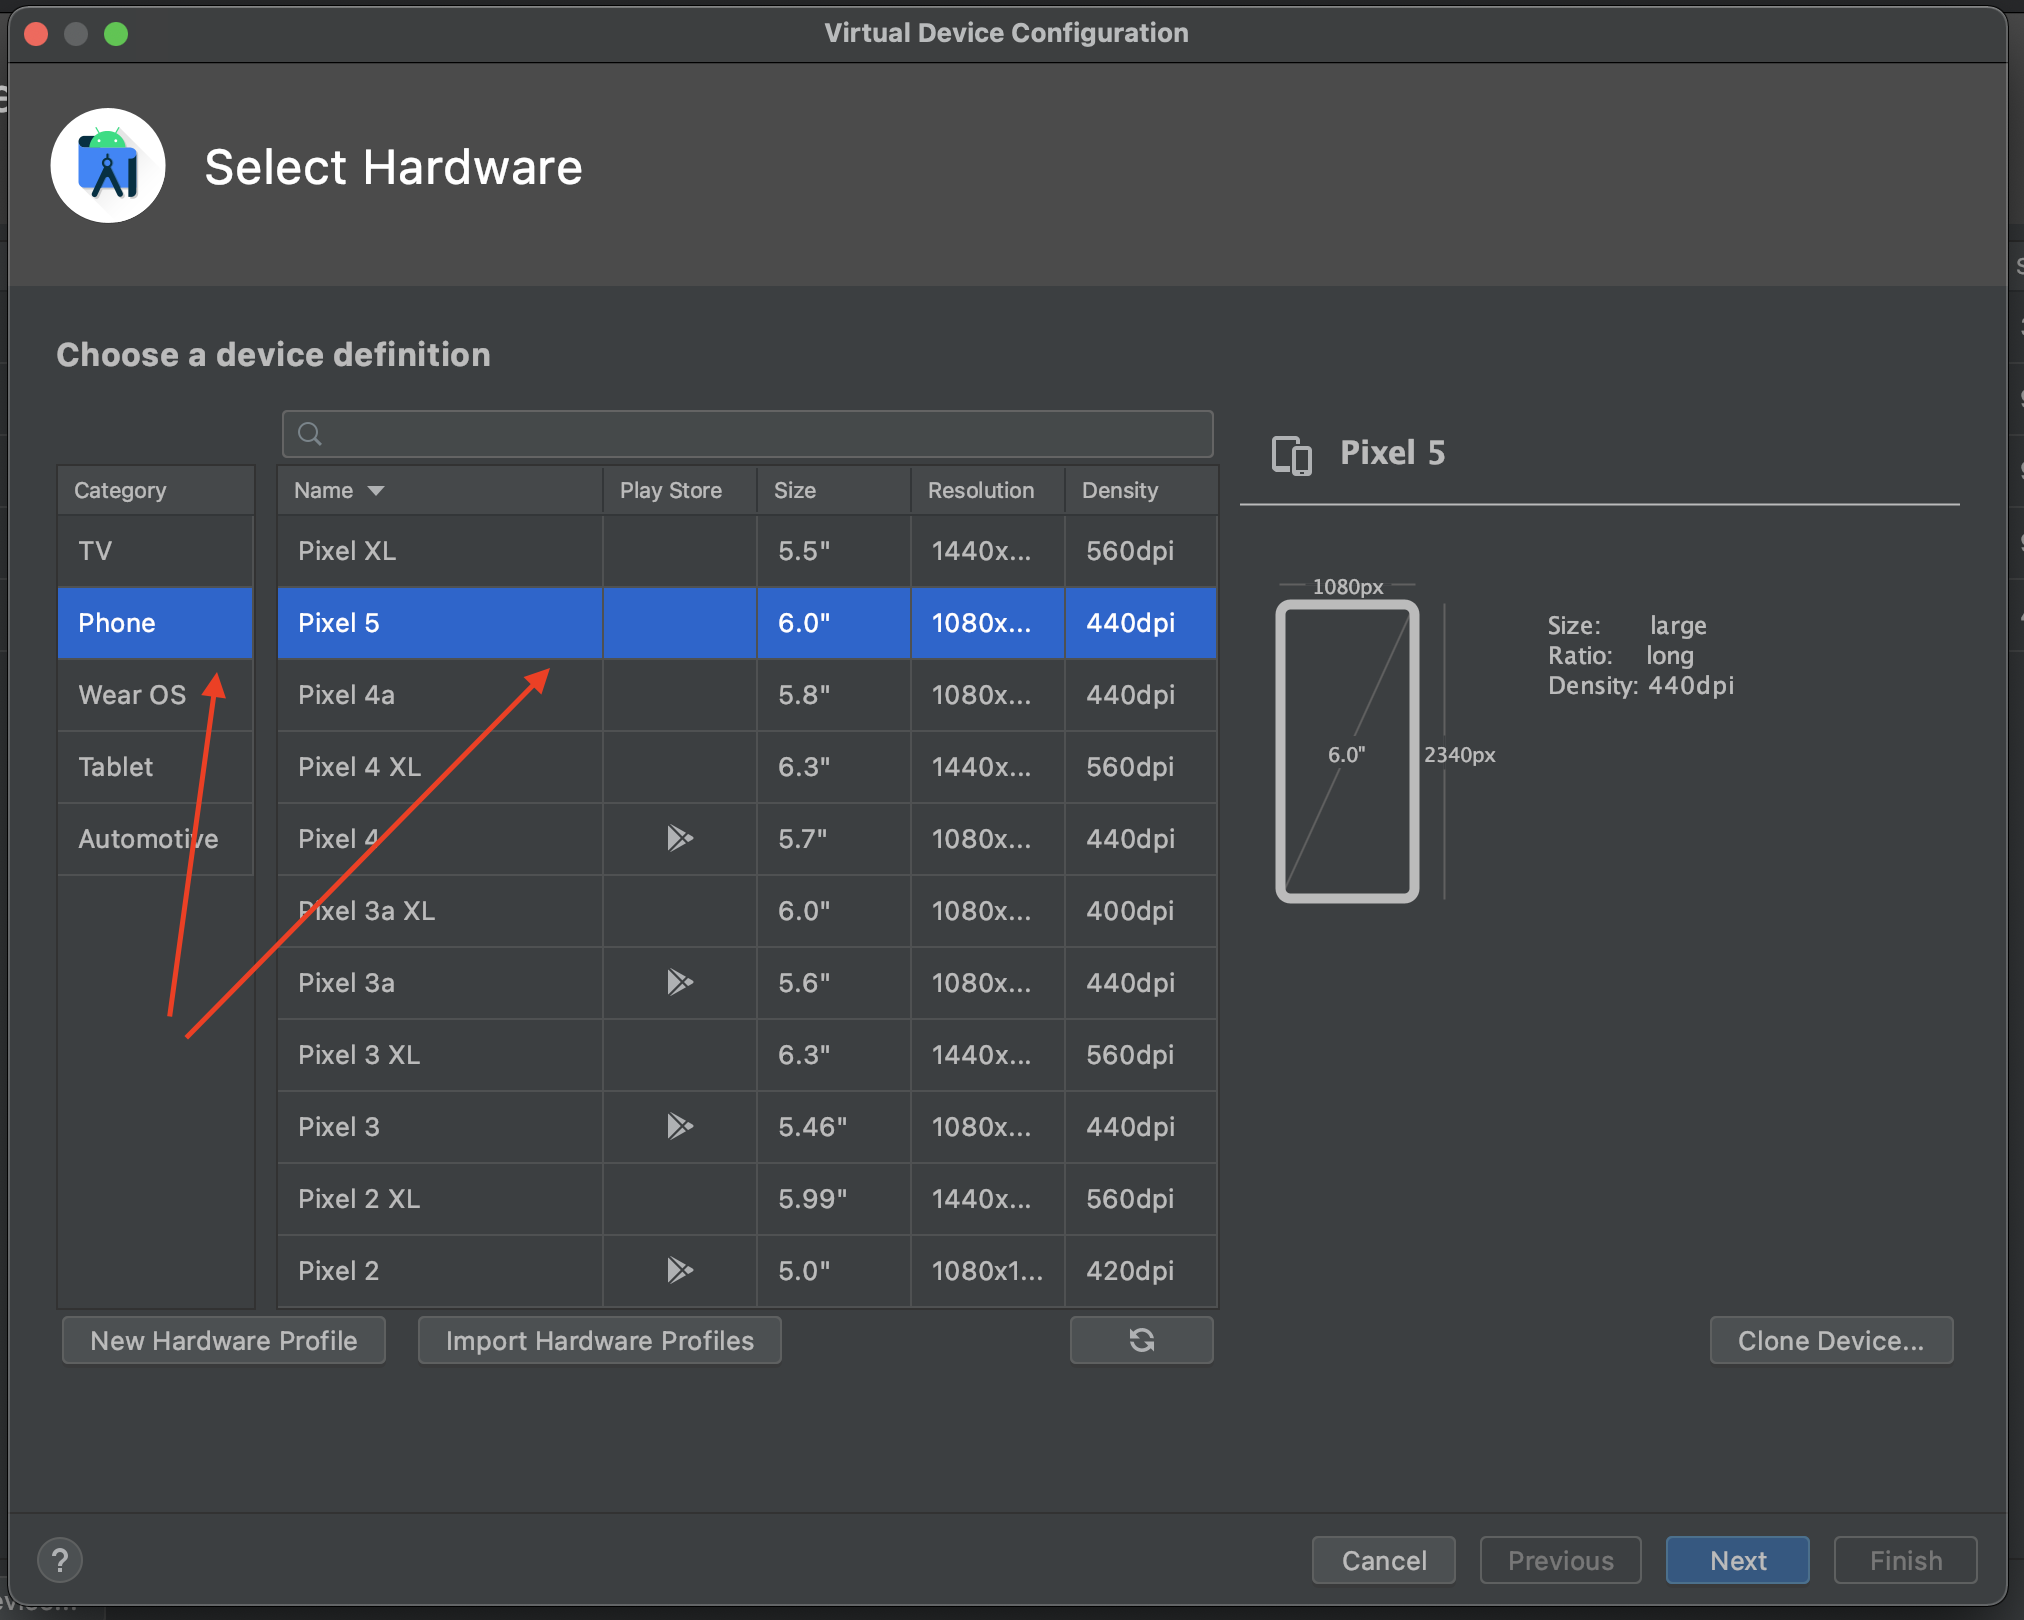 Virtual Device Configuration
Select Hardware
Choose a device definition
Category
TV
Phone
Wear OS
Tablet
Automotive
Name Play Store Size Resolution Density
Pixel XL 5.5" 1440x... 560dpi
Pixel 5 6.0" 1080x... 440dpi
Pixel 4a 5.8" 1080x... 440dpi
Pixel 4 XL 6.3" 1440x... 560dpi
Pixel 4 5.7" 1080x... 440dpi
Pixel 3a XL 6.0" 1080x... 400dpi
Pixel 3a 5.6" 1080x... 440dpi
Pixel 3 XL 6.3" 1440x... 560dpi
Pixel 3 5.46" 1080x... 440dpi
Pixel 2 XL 5.99" 1440x... 560dpi
Pixel 2 5.0" 1080x1... 420dpi
Pixel 5
1080px
6.0"
2340px
Size: large
Ratio: long
Density: 440dpi
New Hardware Profile Import Hardware Profiles Clone Device...
? Cancel Previous Next Finish